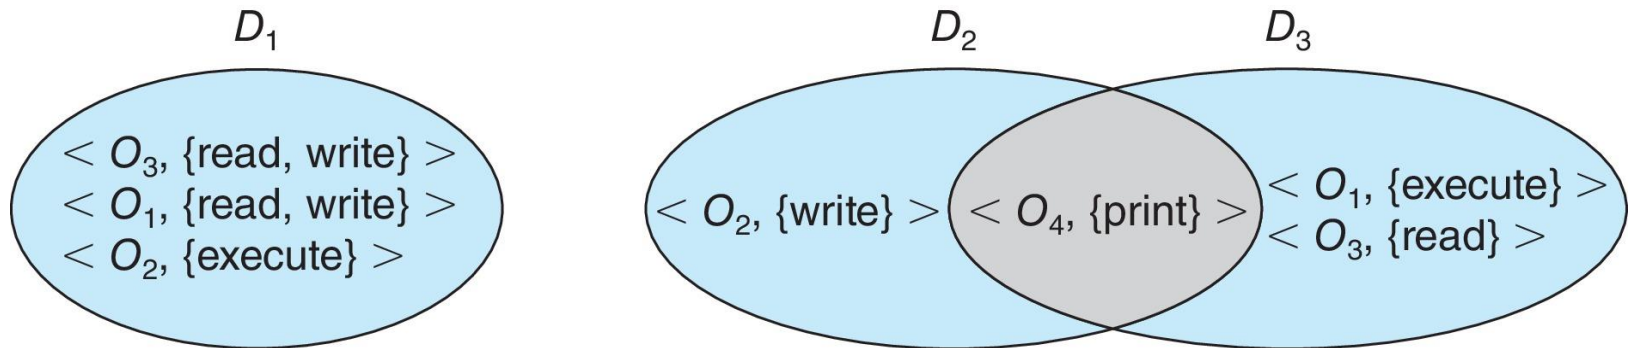 D₁
< O₃, {read, write} >
< O₁, {read, write} >
< O₂, {execute} >
D₂
D₃
< O₂, {write} >
< O₄, {print} >
< O₁, {execute} >
< O₃, {read} >